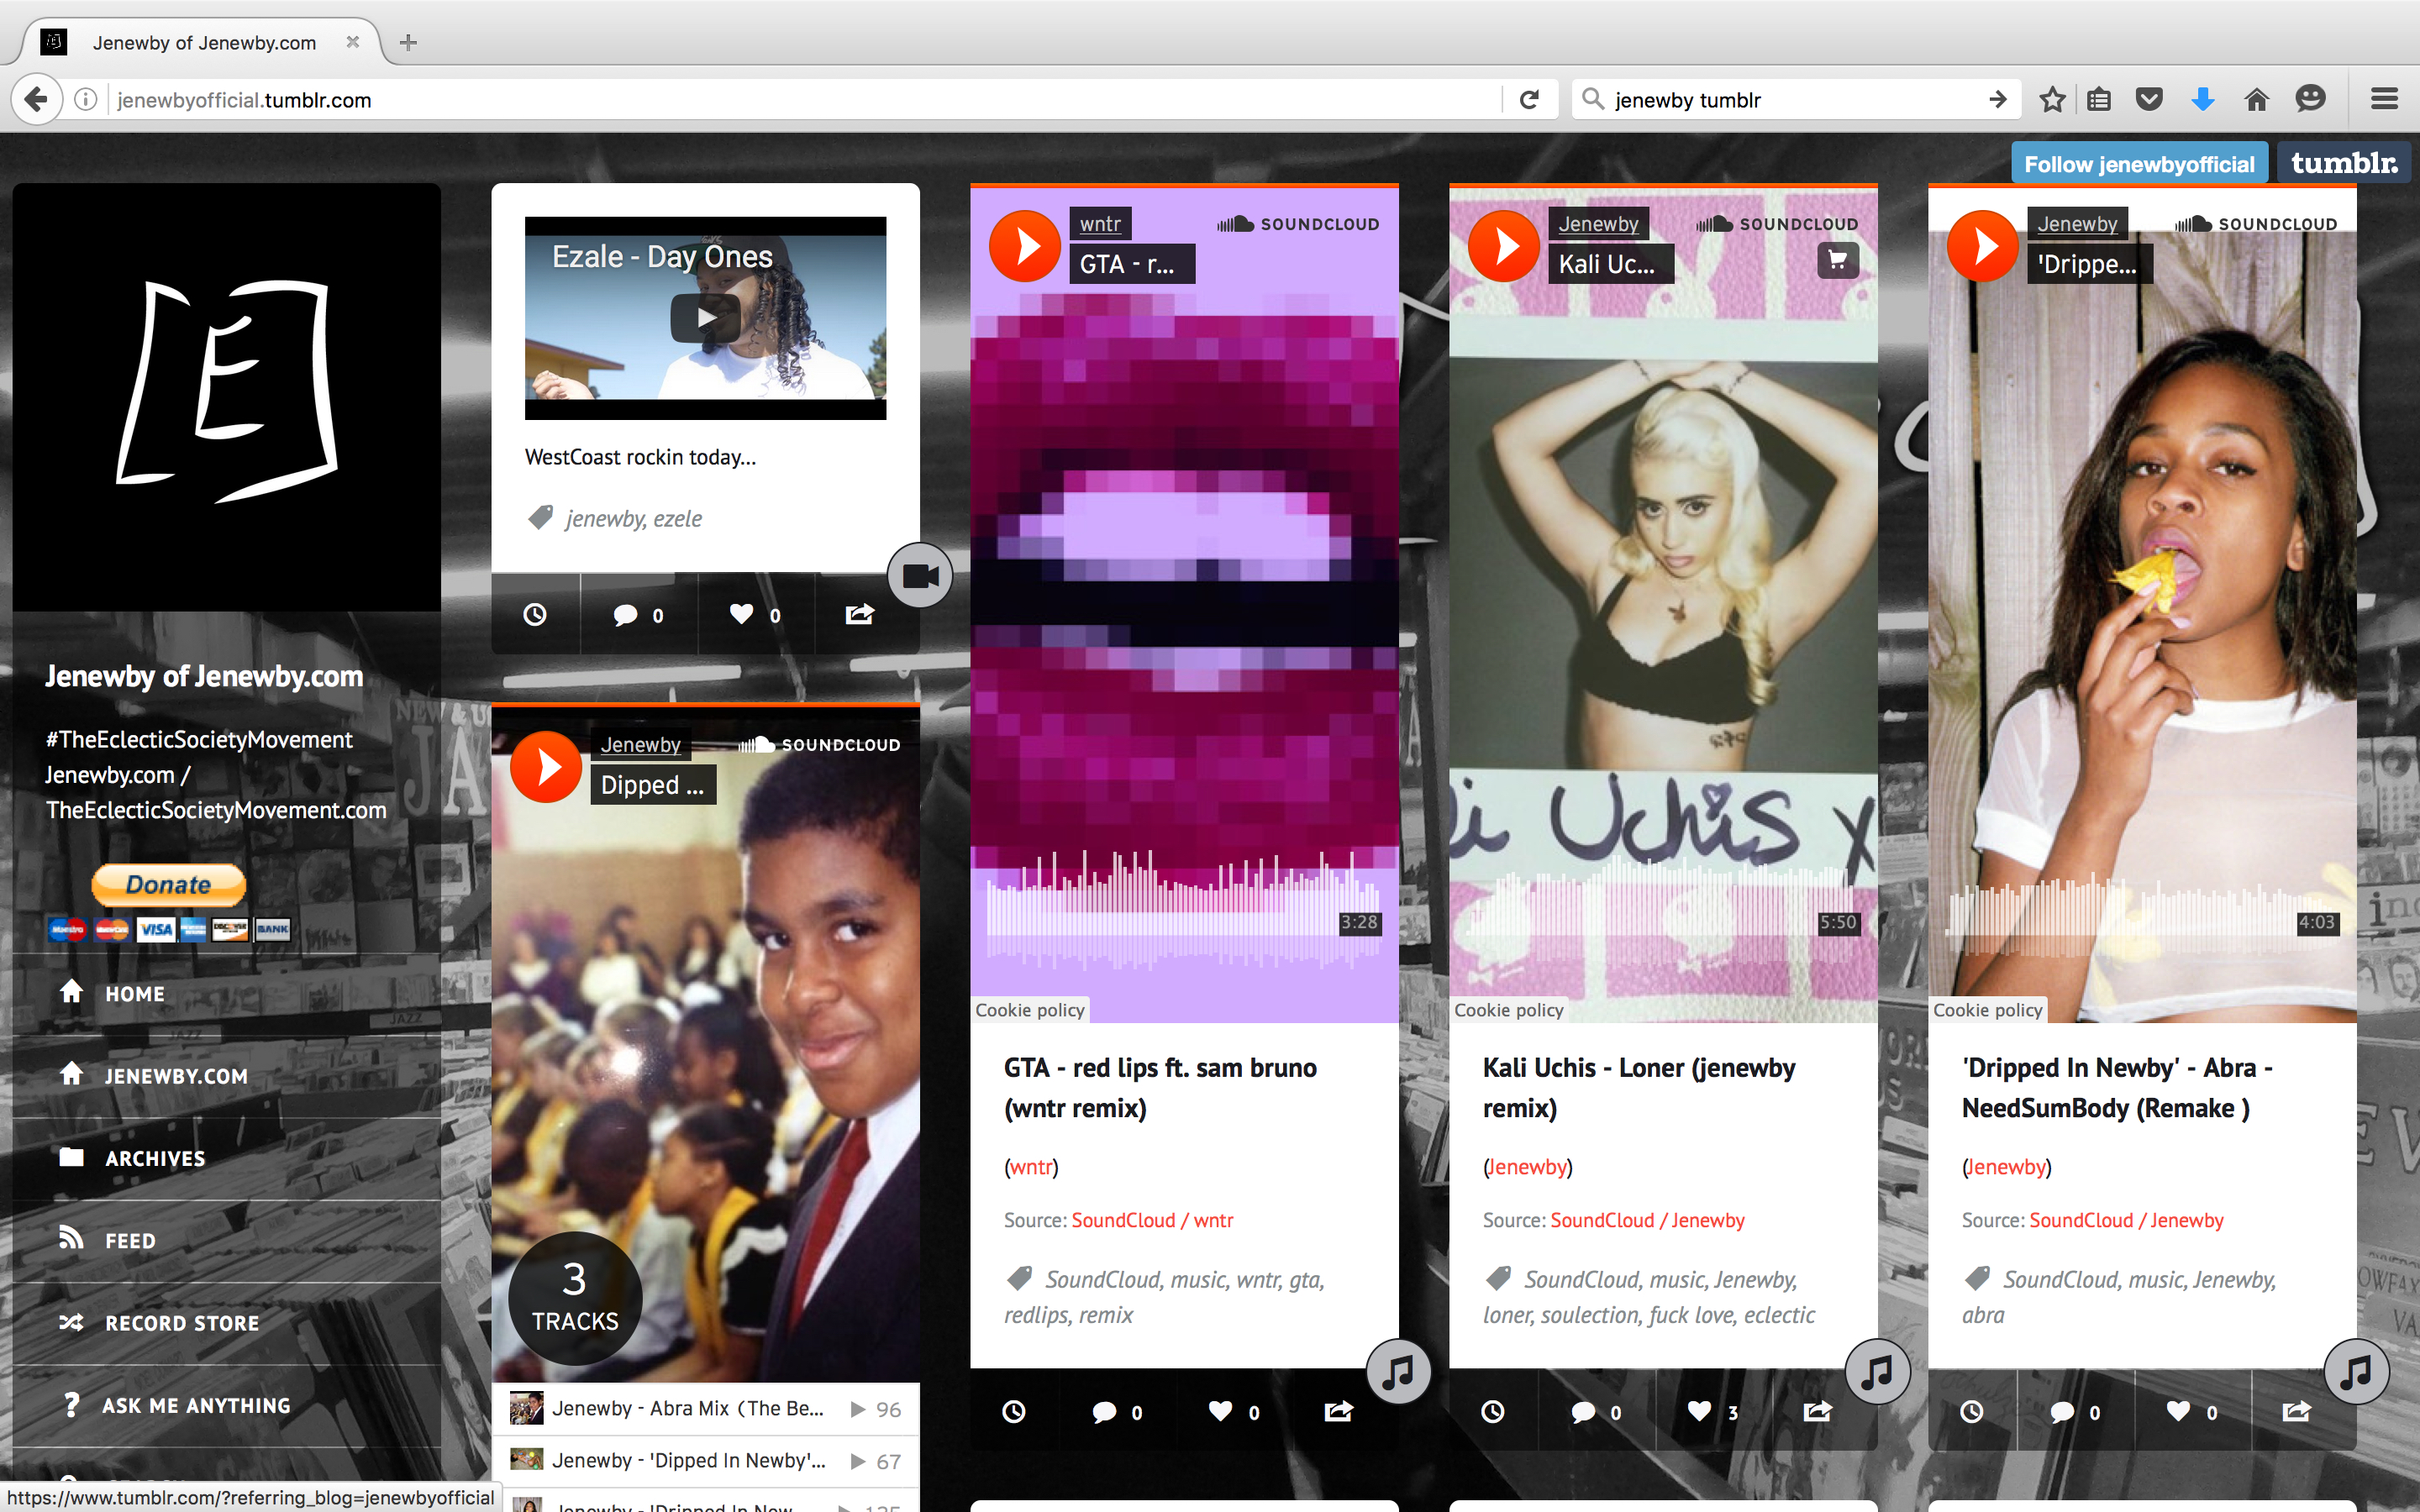 Jenewby of Jenewby.com
jenewbyofficial.tumblr.com
jenewby tumblr
Follow jenewbyofficial
tumblr.
E
Jenewby of Jenewby.com
#TheEclecticSocietyMovement
Jenewby.com /
TheEclecticSocietyMovement.com
Donate
Maestro
VISA
BANK
HOME
JENEWBY.COM
ARCHIVES
FEED
RECORD STORE
ASK ME ANYTHING
https://www.tumblr.com/?referring_blog=jenewbyofficial
Ezale - Day Ones
WestCoast rockin today...
jenewby, ezele
0
0
Jenewby
SOUNDCLOUD
Dipped ...
3
TRACKS
Jenewby - Abra Mix (The Be...
96
Jenewby - 'Dipped In Newby'...
67
wntr
SOUNDCLOUD
GTA - r...
3:28
Cookie policy
GTA - red lips ft. sam bruno
(wntr remix)
(wntr)
Source: SoundCloud / wntr
SoundCloud, music, wntr, gta,
redlips, remix
0
0
Jenewby
SOUNDCLOUD
Kali Uc...
Uchis X
5:50
Cookie policy
Kali Uchis - Loner (jenewby
remix)
(Jenewby)
Source: SoundCloud / Jenewby
SoundCloud, music, Jenewby,
loner, soulection, fuck love, eclectic
0
3
Jenewby
SOUNDCLOUD
'Drippe...
4:03
Cookie policy
'Dripped In Newby' - Abra -
NeedSumBody (Remake )
(Jenewby)
Source: SoundCloud / Jenewby
SoundCloud, music, Jenewby,
abra
0
0
NEW & U
JA
JAZZ
JAZZ